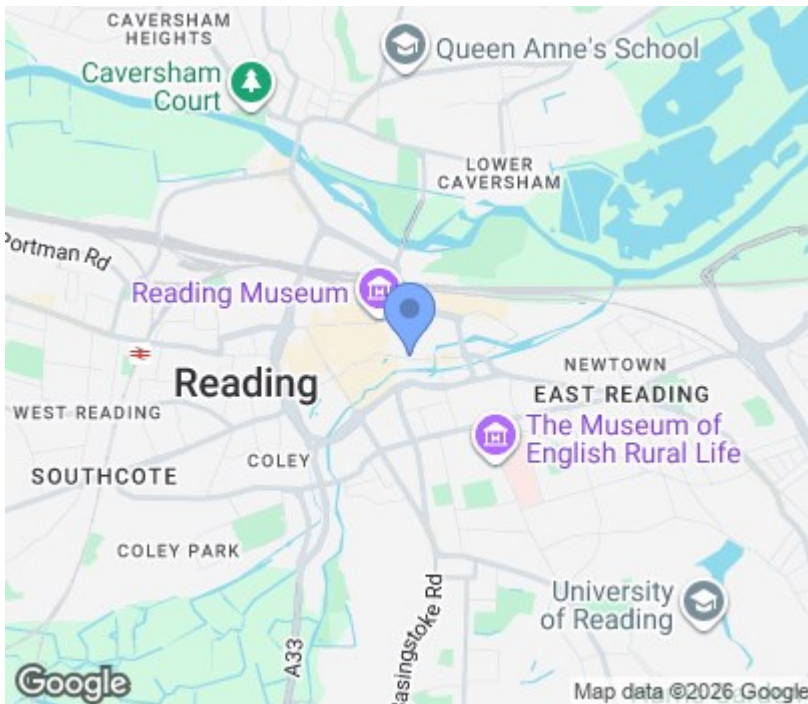 CAVERSHAM
HEIGHTS
Queen Anne's School
Caversham
Court
LOWER
CAVERSHAM
Portman Rd
Reading Museum
NEWTOWN
Reading
EAST READING
WEST READING
The Museum of
English Rural Life
COLEY
SOUTHCOTE
COLEY PARK
University
of Reading
Basingstoke Rd
A33
Google
Map data ©2026 Google